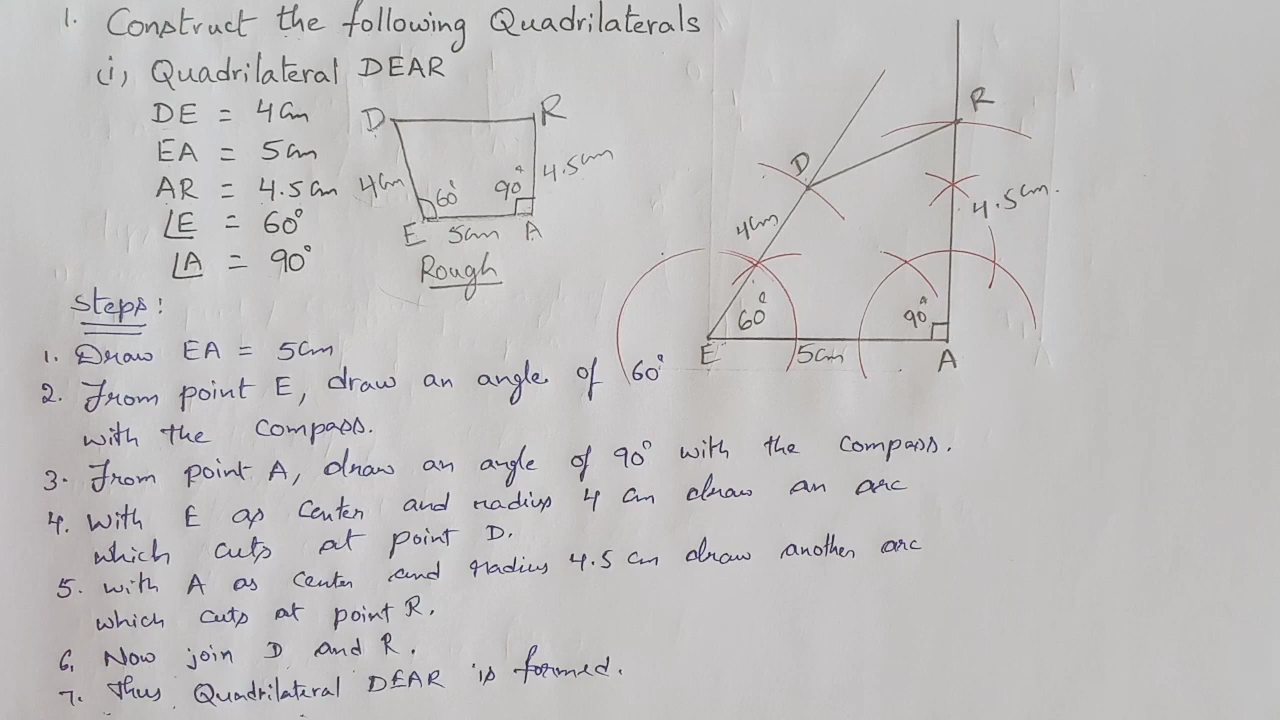 1. Construct the following Quadrilaterals
(i) Quadrilateral DEAR
DE = 4cm
EA = 5cm
AR = 4.5cm
∠E = 60°
∠A = 90°
D
R
4cm
60°
90°
4.5cm
E
5cm
A
Rough
R
D
4cm
4.5cm.
60°
90°
E
5cm
A
Steps:
1. Draw EA = 5cm
2. From point E, draw an angle of 60°
with the compass.
3. From point A, draw an angle of 90° with the compass.
4. With E as center and radius 4 cm draw an arc
which cuts at point D.
5. with A as center and radius 4.5 cm draw another arc
which cuts at point R.
6. Now join D and R.
7. Thus Quadrilateral DEAR is formed.